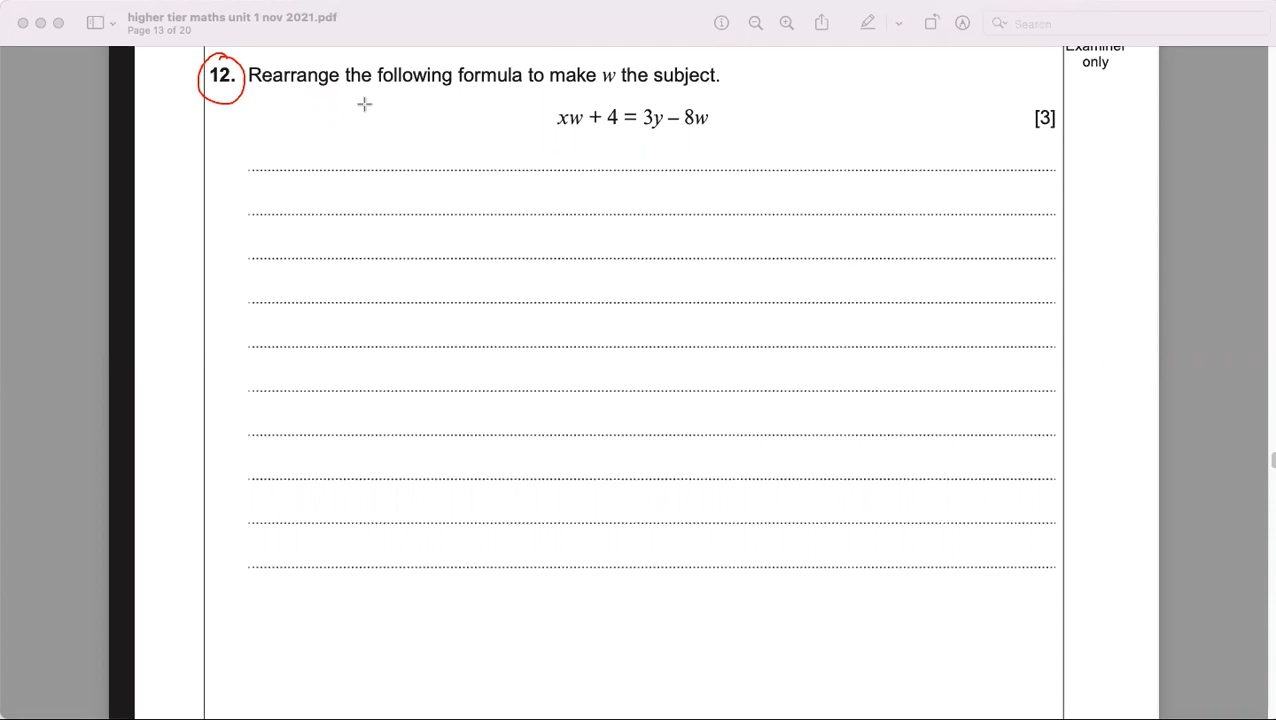 higher tier maths unit 1 nov 2021.pdf
Page 13 of 20
Search
Examiner
only
12. Rearrange the following formula to make w the subject.
xw + 4 = 3y – 8w [3]